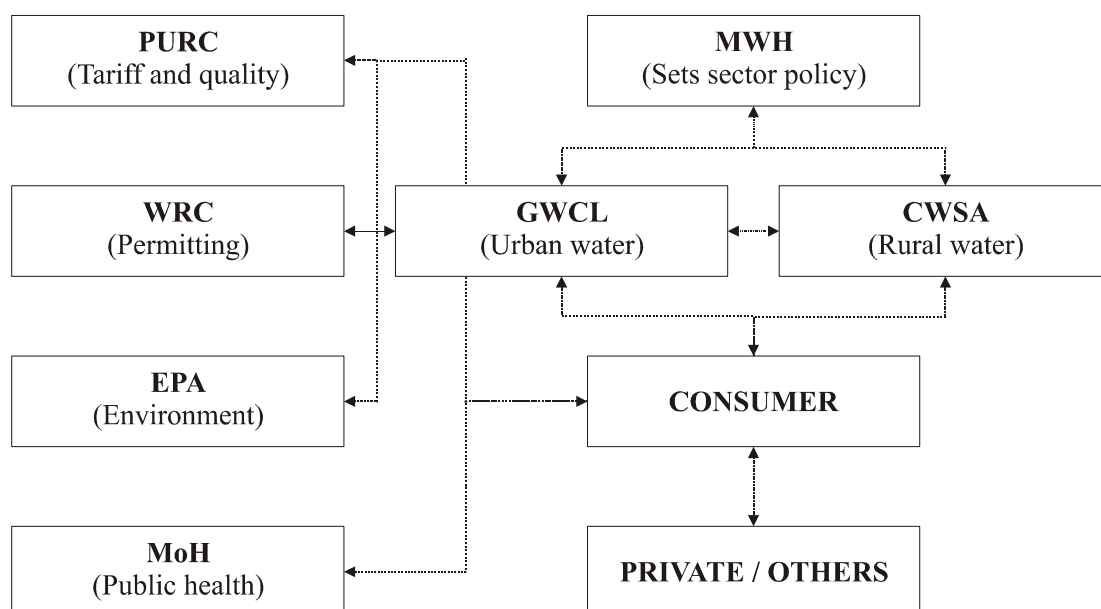 PURC
(Tariff and quality)
MWH
(Sets sector policy)
WRC
(Permitting)
GWCL
(Urban water)
CWSA
(Rural water)
EPA
(Environment)
CONSUMER
MoH
(Public health)
PRIVATE / OTHERS